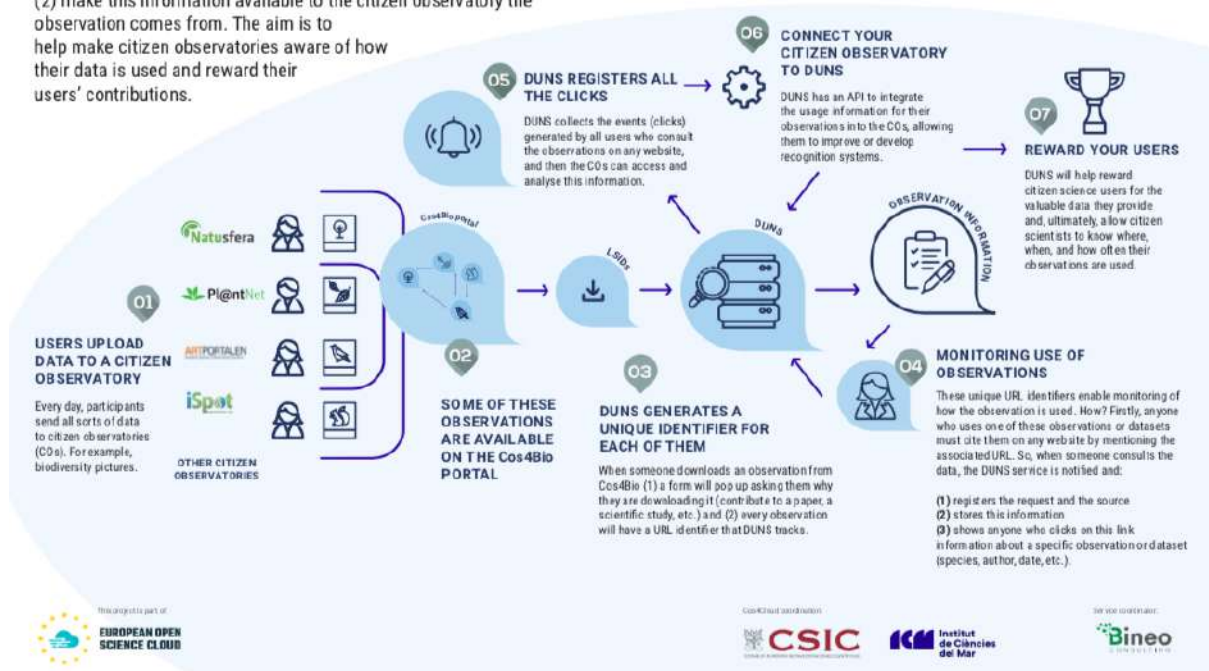 (2) make this information available to the citizen observatory the
observation comes from. The aim is to
help make citizen observatories aware of how
their data is used and reward their
users' contributions.
01
USERS UPLOAD
DATA TO A CITIZEN
OBSERVATORY
Every day, participants
send all sorts of data
to citizen observatories
(COs). For example,
biodiversity pictures.
Natusfera
Pl@ntNet
ARTPORTALEN
iSpot
OTHER CITIZEN
OBSERVATORIES
Cos4Bio portal
02
SOME OF THESE
OBSERVATIONS
ARE AVAILABLE
ON THE Cos4Bio
PORTAL
LSIDs
03
DUNS GENERATES A
UNIQUE IDENTIFIER FOR
EACH OF THEM
When someone downloads an observation from
Cos4Bio (1) a form will pop up asking them why
they are downloading it (contribute to a paper, a
scientific study, etc.) and (2) every observation
will have a URL identifier that DUNS tracks.
DUNS
OBSERVATION INFORMATION
04
MONITORING USE OF
OBSERVATIONS
These unique URL identifiers enable monitoring of
how the observation is used. How? Firstly, anyone
who uses one of these observations or datasets
must cite them on any website by mentioning the
associated URL. So, when someone consults the
data, the DUNS service is notified and:
(1) registers the request and the source
(2) stores this information
(3) shows anyone who clicks on this link
information about a specific observation or dataset
(species, author, date, etc.).
05
DUNS REGISTERS ALL
THE CLICKS
DUNS collects the events (clicks)
generated by all users who consult
the observations on any website,
and then the COs can access and
analyse this information.
06
CONNECT YOUR
CITIZEN OBSERVATORY
TO DUNS
DUNS has an API to integrate
the usage information for their
observations into the COs, allowing
them to improve or develop
recognition systems.
07
REWARD YOUR USERS
DUNS will help reward
citizen science users for the
valuable data they provide
and, ultimately, allow citizen
scientists to know where,
when, and how often their
observations are used.
This project is part of:
EUROPEAN OPEN
SCIENCE CLOUD
Cos4Cloud coordination:
CSIC
ICM
Institut
de Ciències
del Mar
Service coordinator:
Bineo
CONSULTING